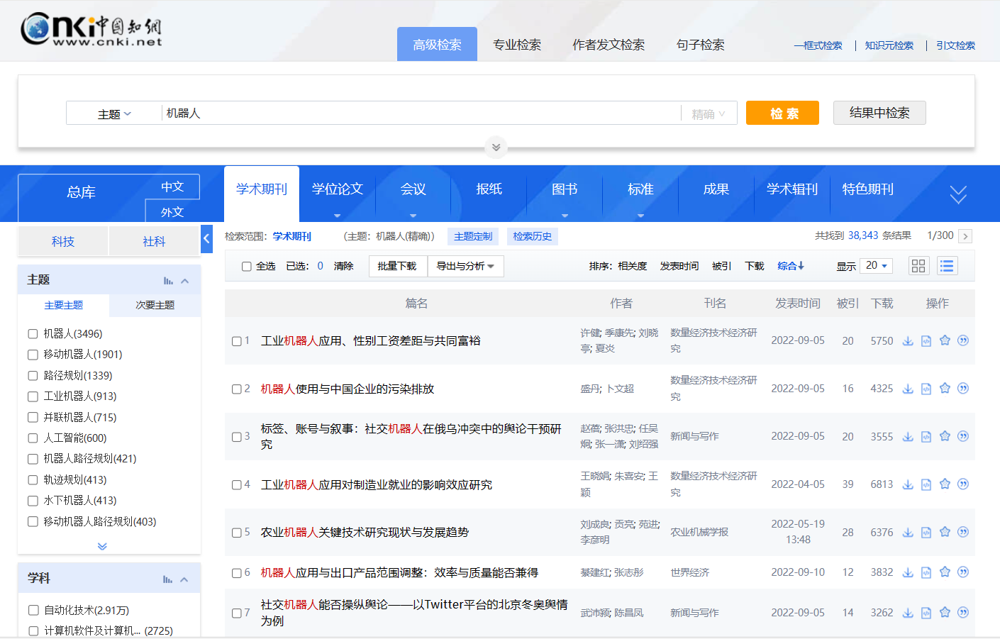 Cnki中国知網
www.cnki.net
高级检索 专业检索 作者发文检索 句子检索 一框式检索 | 知识元检索 | 引文检索
主题 机器人 精确 检索 结果中检索
总库 中文 外文 学术期刊 学位论文 会议 报纸 图书 标准 成果 学术辑刊 特色期刊
科技 社科
检索范围：学术期刊 （主题：机器人(精确)） 主题定制 检索历史 共找到 38,343 条结果 1/300 >
全选 已选：0 清除 批量下载 导出与分析 排序：相关度 发表时间 被引 下载 综合↓ 显示 20
主题
主要主题 次要主题
机器人(3496)
移动机器人(1901)
路径规划(1339)
工业机器人(913)
并联机器人(715)
人工智能(600)
机器人路径规划(421)
轨迹规划(413)
水下机器人(413)
移动机器人路径规划(403)
学科
自动化技术(2.91万)
计算机软件及计算机... (2725)
篇名 作者 刊名 发表时间 被引 下载 操作
1 工业机器人应用、性别工资差距与共同富裕 许健; 季康先; 刘晓亭; 夏炎 数量经济技术经济研究 2022-09-05 20 5750
2 机器人使用与中国企业的污染排放 盛丹; 卜文超 数量经济技术经济研究 2022-09-05 16 4325
3 标签、账号与叙事：社交机器人在俄乌冲突中的舆论干预研究 赵蓓; 张洪忠; 任吴炯; 张一潇; 刘绍强 新闻与写作 2022-09-05 20 3555
4 工业机器人应用对制造业就业的影响效应研究 王晓娟; 朱喜安; 王颖 数量经济技术经济研究 2022-04-05 39 6813
5 农业机器人关键技术研究现状与发展趋势 刘成良; 贡亮; 苑进; 李彦明 农业机械学报 2022-05-19 13:48 28 6376
6 机器人应用与出口产品范围调整：效率与质量能否兼得 綦建红; 张志彤 世界经济 2022-09-10 12 3832
7 社交机器人能否操纵舆论——以Twitter平台的北京冬奥舆情为例 武沛颍; 陈昌凤 新闻与写作 2022-09-05 14 3262